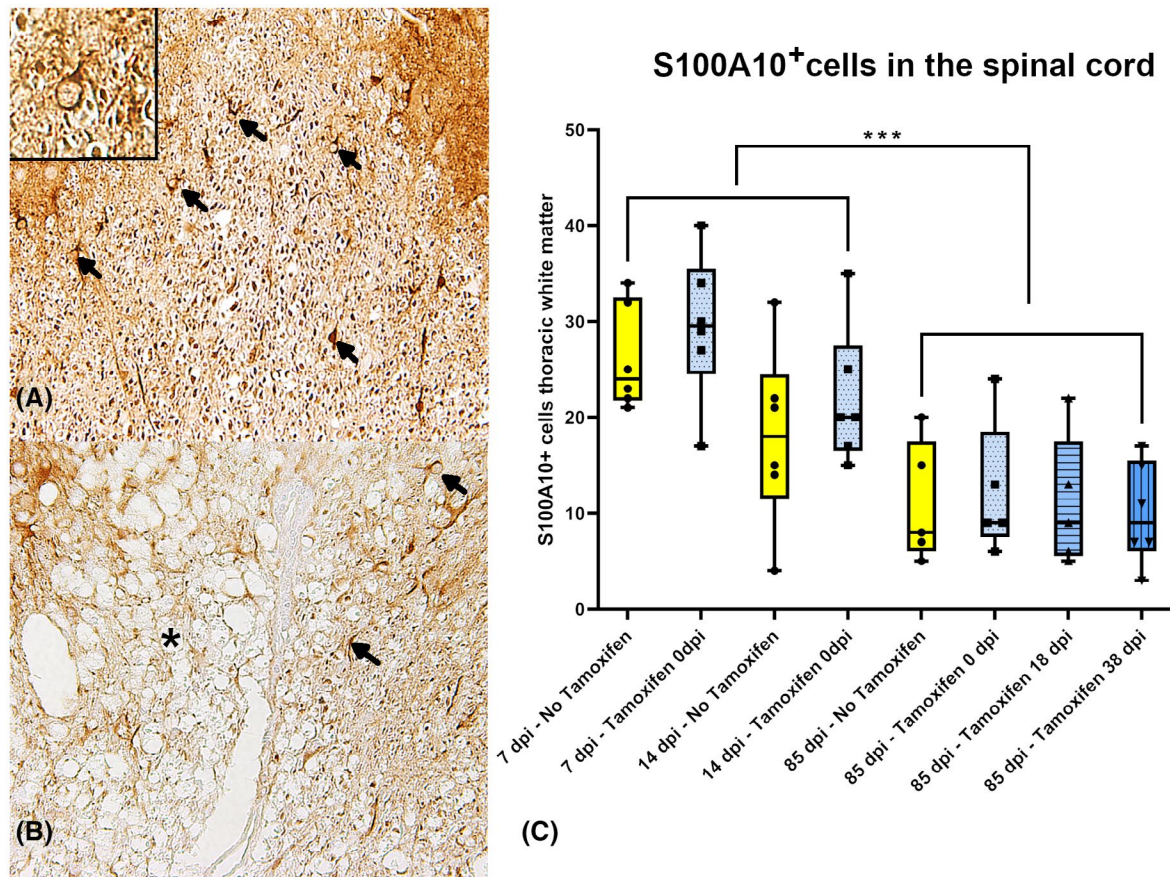 (A)
*
(B)
S100A10⁺cells in the spinal cord
***
S100A10+ cells thoracic white matter
50
40
30
20
10
0
7 dpi - No Tamoxifen
7 dpi - Tamoxifen 0dpi
14 dpi - No Tamoxifen
14 dpi - Tamoxifen 0dpi
85 dpi - No Tamoxifen
85 dpi - Tamoxifen 0 dpi
85 dpi - Tamoxifen 18 dpi
85 dpi - Tamoxifen 38 dpi
(C)